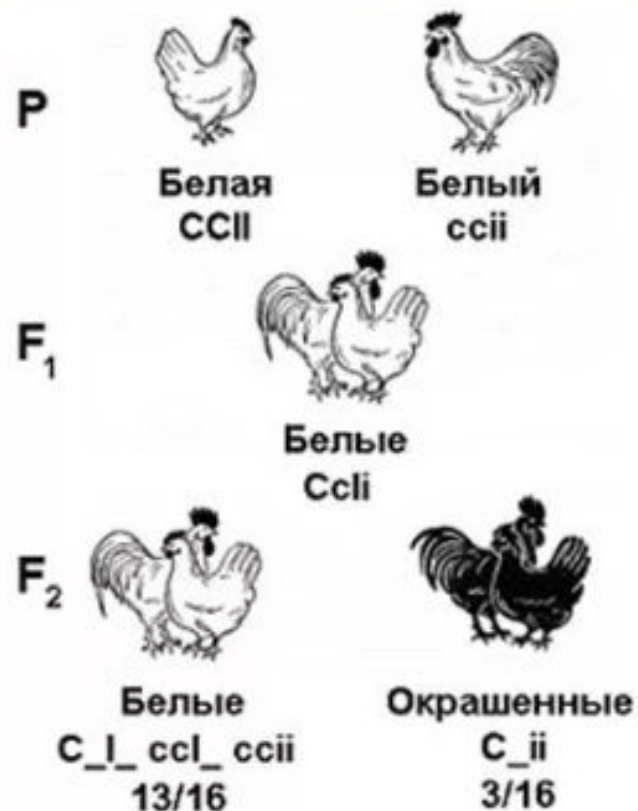 P
Белая Белый
CCII ccii
F1
Белые
CcIi
F2
Белые Окрашенные
C_I_ ccI_ ccii C_ii
13/16 3/16